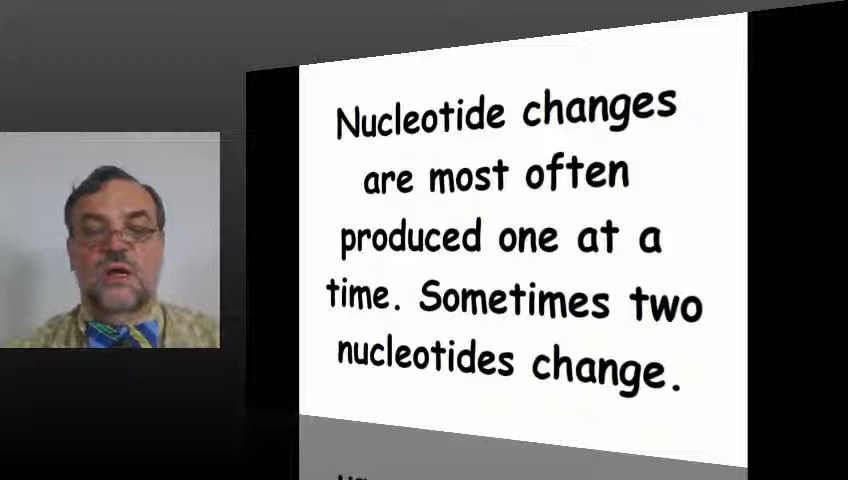 Nucleotide changes
are most often
produced one at a
time. Sometimes two
nucleotides change.